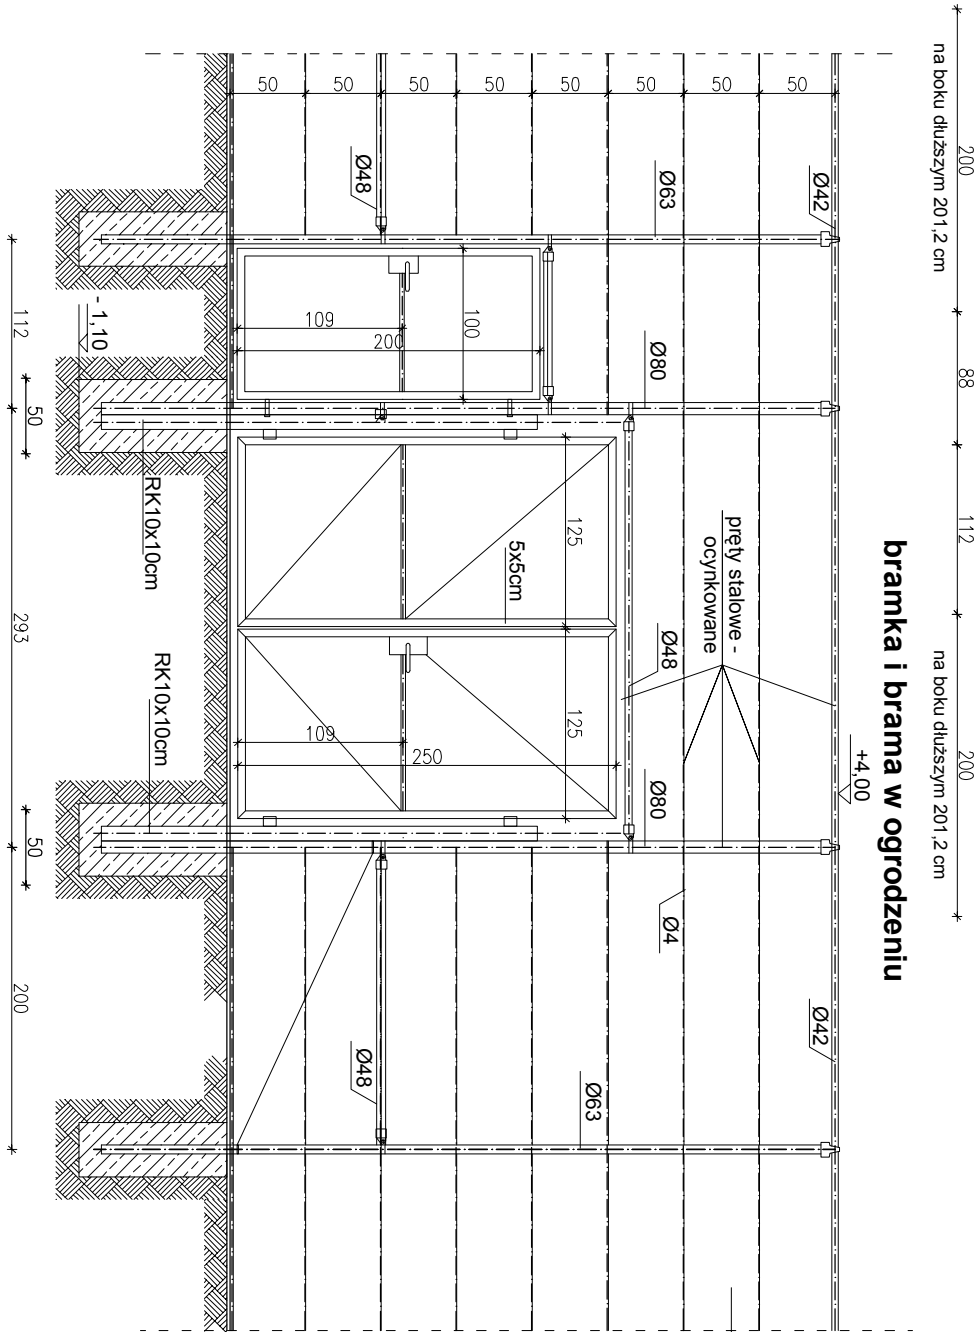 bramka i brama w ogrodzeniu
200
na boku dłuższym 201,2 cm
88
112
200
na boku dłuższym 201,2 cm
+4,00
Ø42
Ø42
50
50
50
50
50
50
50
50
Ø63
Ø80
pręty stalowe -
ocynkowane
Ø48
Ø80
Ø4
Ø63
Ø48
100
109
200
125
5x5cm
125
109
250
Ø48
RK10x10cm
RK10x10cm
- 1,10
50
50
112
293
200